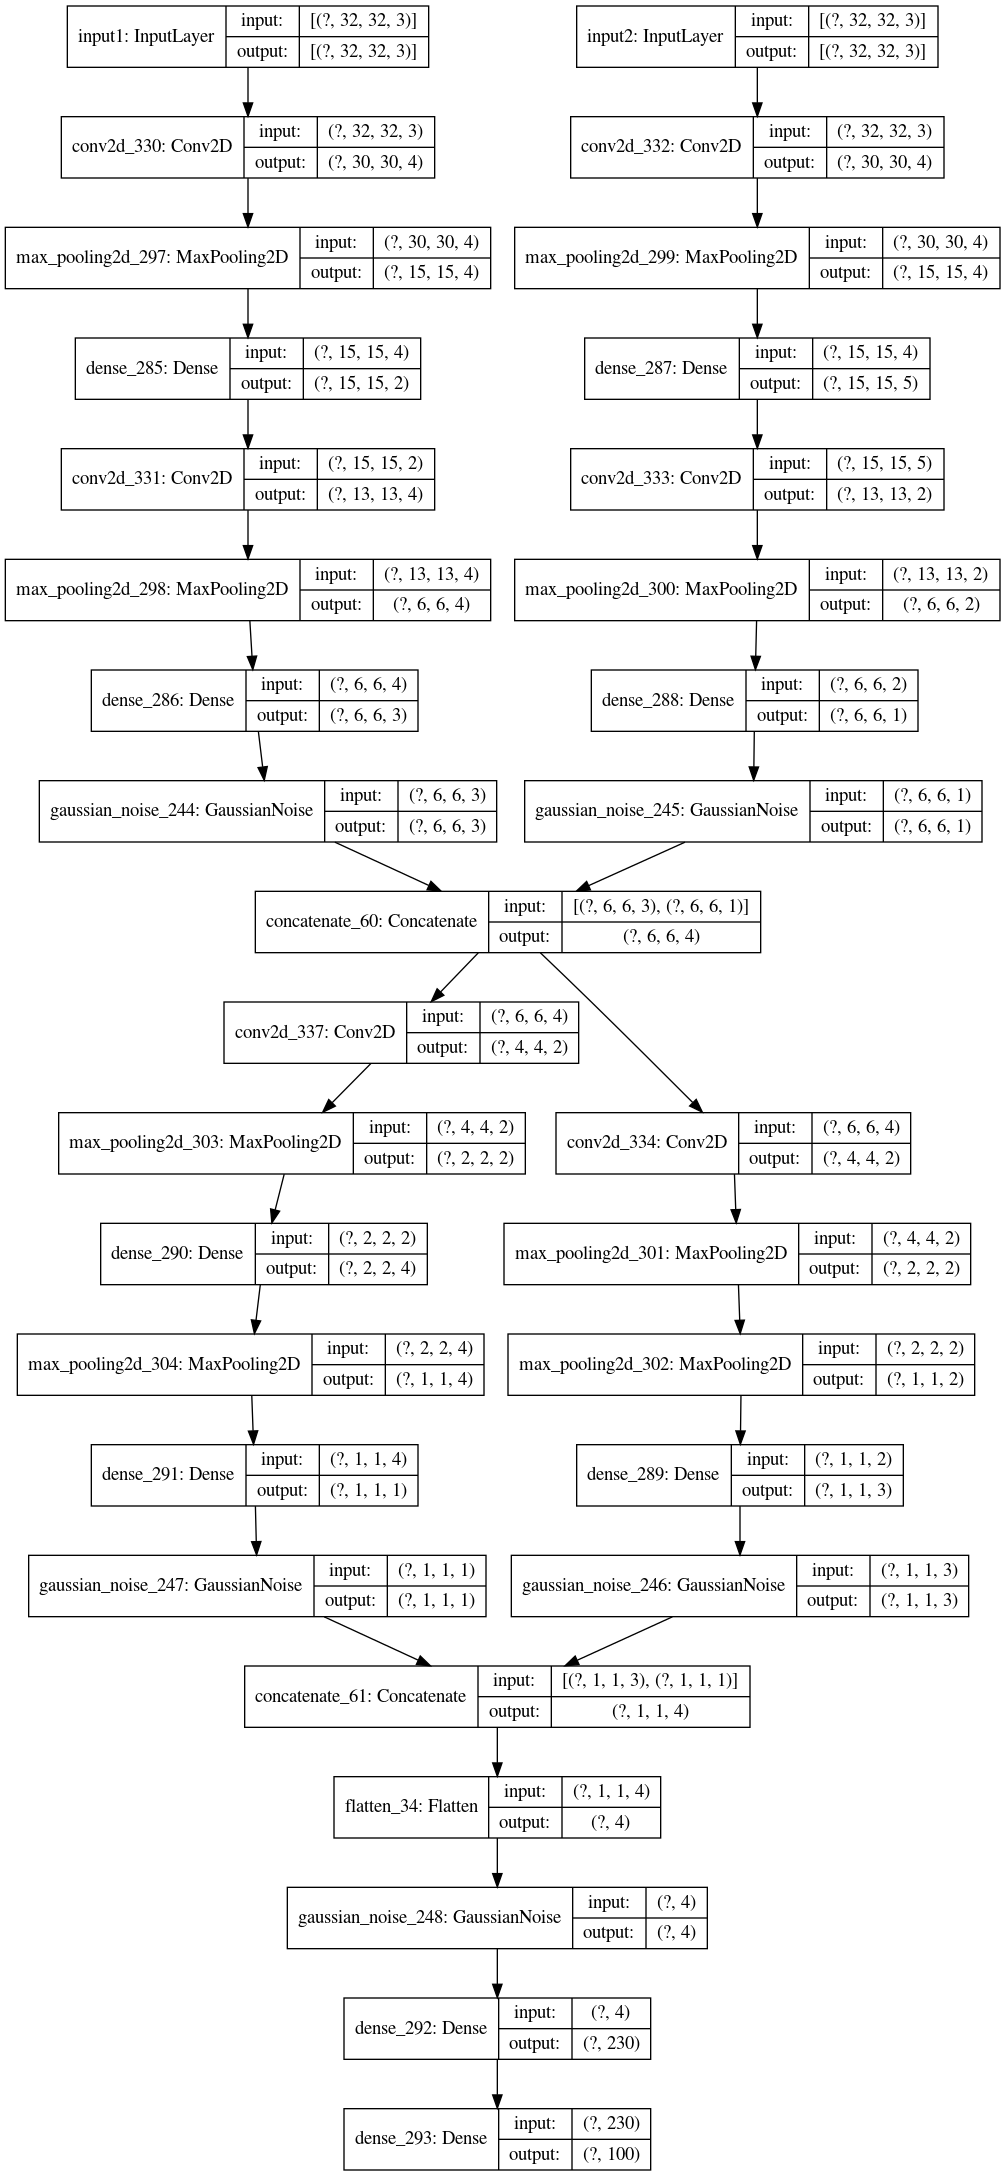 input1: InputLayer
input:
[(?, 32, 32, 3)]
output:
[(?, 32, 32, 3)]
input2: InputLayer
input:
[(?, 32, 32, 3)]
output:
[(?, 32, 32, 3)]
conv2d_330: Conv2D
input:
(?, 32, 32, 3)
output:
(?, 30, 30, 4)
conv2d_332: Conv2D
input:
(?, 32, 32, 3)
output:
(?, 30, 30, 4)
max_pooling2d_297: MaxPooling2D
input:
(?, 30, 30, 4)
output:
(?, 15, 15, 4)
max_pooling2d_299: MaxPooling2D
input:
(?, 30, 30, 4)
output:
(?, 15, 15, 4)
dense_285: Dense
input:
(?, 15, 15, 4)
output:
(?, 15, 15, 2)
dense_287: Dense
input:
(?, 15, 15, 4)
output:
(?, 15, 15, 5)
conv2d_331: Conv2D
input:
(?, 15, 15, 2)
output:
(?, 13, 13, 4)
conv2d_333: Conv2D
input:
(?, 15, 15, 5)
output:
(?, 13, 13, 2)
max_pooling2d_298: MaxPooling2D
input:
(?, 13, 13, 4)
output:
(?, 6, 6, 4)
max_pooling2d_300: MaxPooling2D
input:
(?, 13, 13, 2)
output:
(?, 6, 6, 2)
dense_286: Dense
input:
(?, 6, 6, 4)
output:
(?, 6, 6, 3)
dense_288: Dense
input:
(?, 6, 6, 2)
output:
(?, 6, 6, 1)
gaussian_noise_244: GaussianNoise
input:
(?, 6, 6, 3)
output:
(?, 6, 6, 3)
gaussian_noise_245: GaussianNoise
input:
(?, 6, 6, 1)
output:
(?, 6, 6, 1)
concatenate_60: Concatenate
input:
[(?, 6, 6, 3), (?, 6, 6, 1)]
output:
(?, 6, 6, 4)
conv2d_337: Conv2D
input:
(?, 6, 6, 4)
output:
(?, 4, 4, 2)
max_pooling2d_303: MaxPooling2D
input:
(?, 4, 4, 2)
output:
(?, 2, 2, 2)
conv2d_334: Conv2D
input:
(?, 6, 6, 4)
output:
(?, 4, 4, 2)
dense_290: Dense
input:
(?, 2, 2, 2)
output:
(?, 2, 2, 4)
max_pooling2d_301: MaxPooling2D
input:
(?, 4, 4, 2)
output:
(?, 2, 2, 2)
max_pooling2d_304: MaxPooling2D
input:
(?, 2, 2, 4)
output:
(?, 1, 1, 4)
max_pooling2d_302: MaxPooling2D
input:
(?, 2, 2, 2)
output:
(?, 1, 1, 2)
dense_291: Dense
input:
(?, 1, 1, 4)
output:
(?, 1, 1, 1)
dense_289: Dense
input:
(?, 1, 1, 2)
output:
(?, 1, 1, 3)
gaussian_noise_247: GaussianNoise
input:
(?, 1, 1, 1)
output:
(?, 1, 1, 1)
gaussian_noise_246: GaussianNoise
input:
(?, 1, 1, 3)
output:
(?, 1, 1, 3)
concatenate_61: Concatenate
input:
[(?, 1, 1, 3), (?, 1, 1, 1)]
output:
(?, 1, 1, 4)
flatten_34: Flatten
input:
(?, 1, 1, 4)
output:
(?, 4)
gaussian_noise_248: GaussianNoise
input:
(?, 4)
output:
(?, 4)
dense_292: Dense
input:
(?, 4)
output:
(?, 230)
dense_293: Dense
input:
(?, 230)
output:
(?, 100)